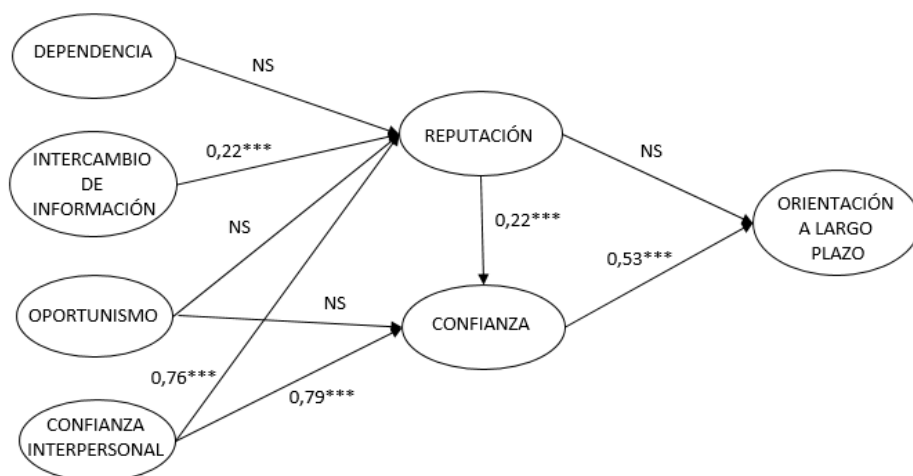 DEPENDENCIA
NS
REPUTACIÓN
0,22***
INTERCAMBIO
DE
INFORMACIÓN
NS
NS
0,22***
ORIENTACIÓN
A LARGO
PLAZO
0,53***
OPORTUNISMO
NS
CONFIANZA
0,76***
0,79***
CONFIANZA
INTERPERSONAL